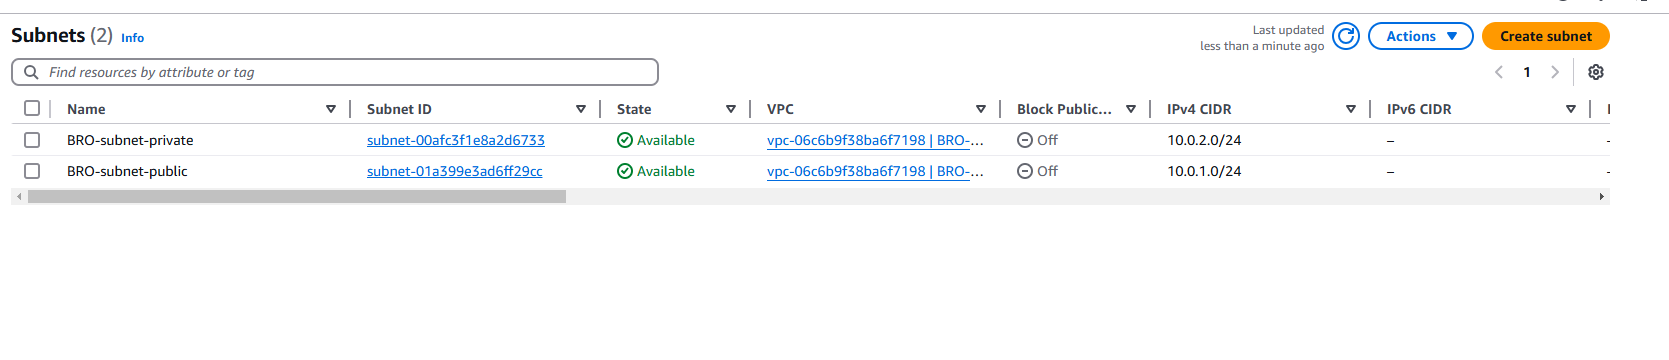 Subnets (2) Info
Last updated
less than a minute ago
Actions
Create subnet
Find resources by attribute or tag
1
Name Subnet ID State VPC Block Public... IPv4 CIDR IPv6 CIDR
BRO-subnet-private subnet-00afc3f1e8a2d6733 Available vpc-06c6b9f38ba6f7198 | BRO-... Off 10.0.2.0/24 –
BRO-subnet-public subnet-01a399e3ad6ff29cc Available vpc-06c6b9f38ba6f7198 | BRO-... Off 10.0.1.0/24 –